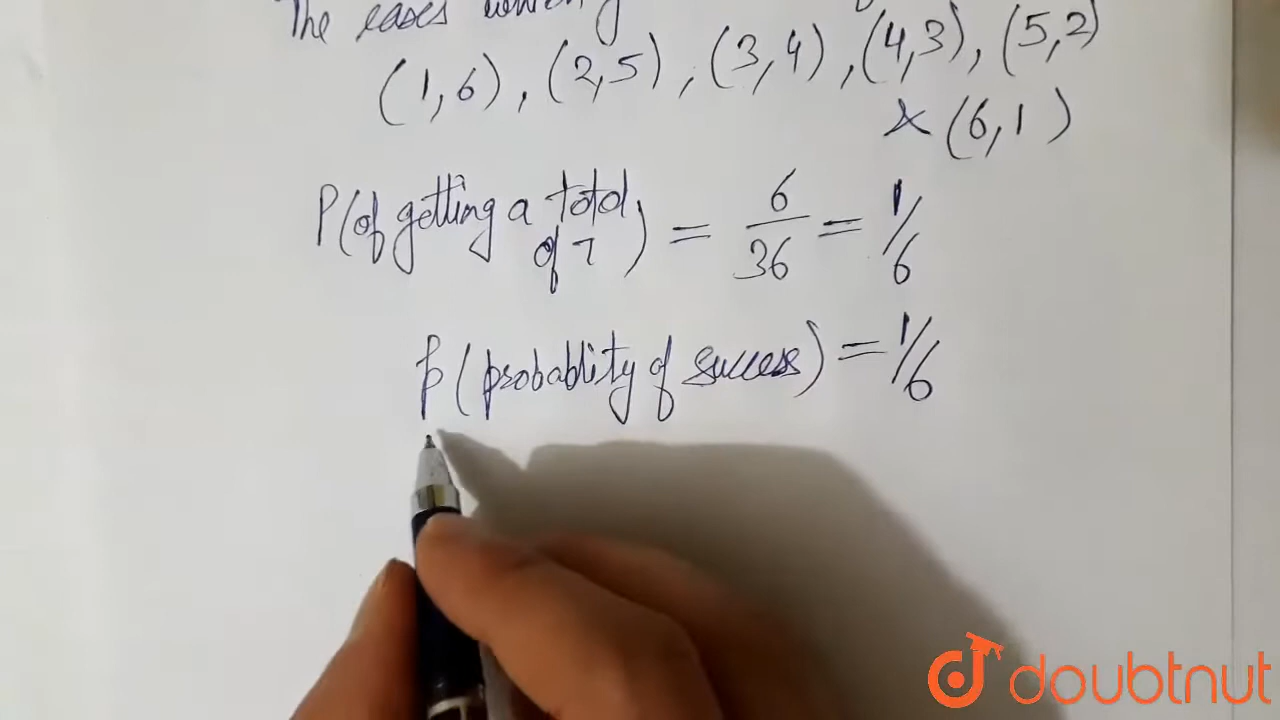 The cases which
(1,6), (2,5), (3,4), (4,3), (5,2)
& (6,1)
P(of getting a total of 7) = 6/36 = 1/6
p (probablity of success) = 1/6
doubtnut